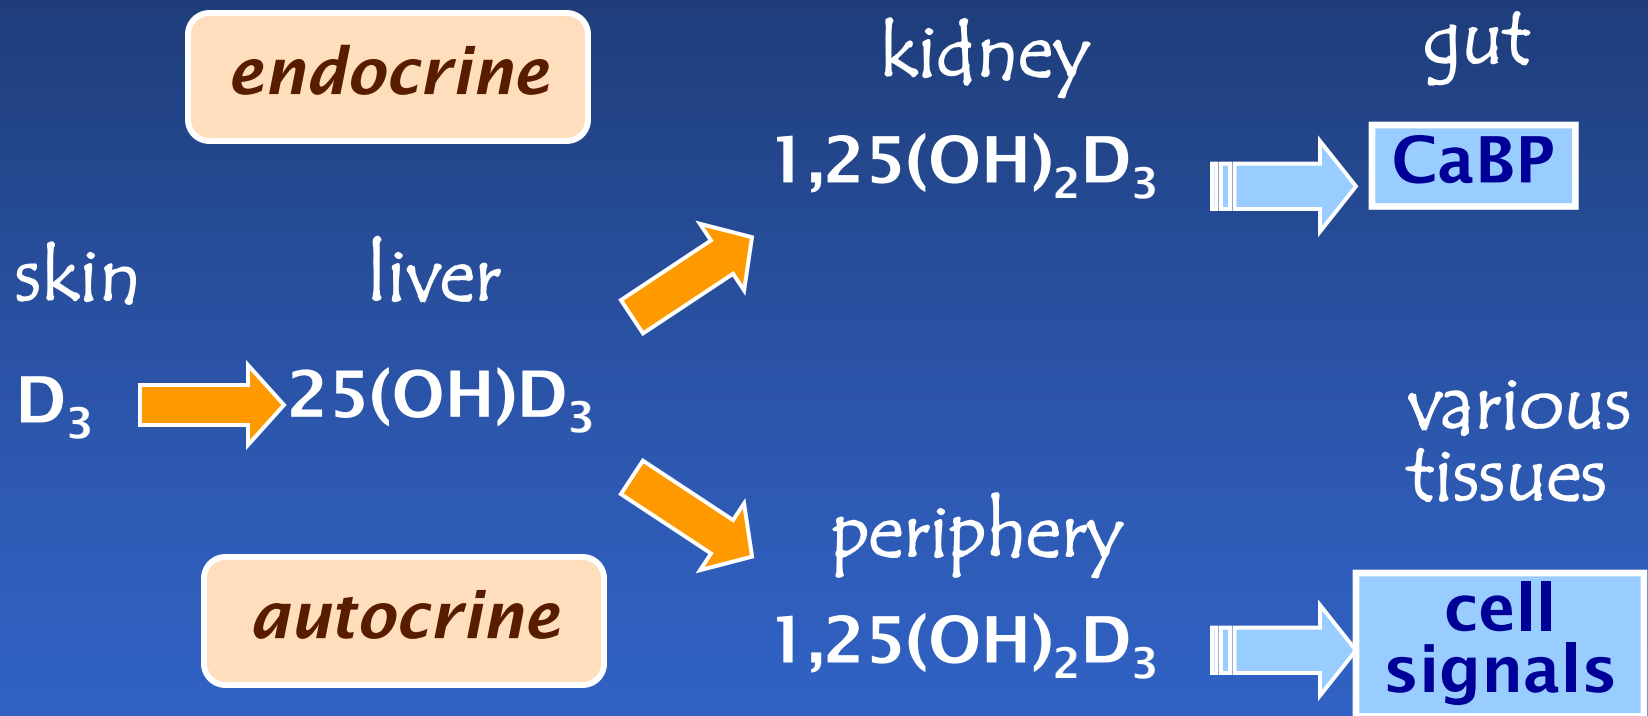 endocrine
kidney
gut
1,25(OH)₂D₃
CaBP
skin
liver
D₃
25(OH)D₃
various
tissues
periphery
autocrine
1,25(OH)₂D₃
cell
signals